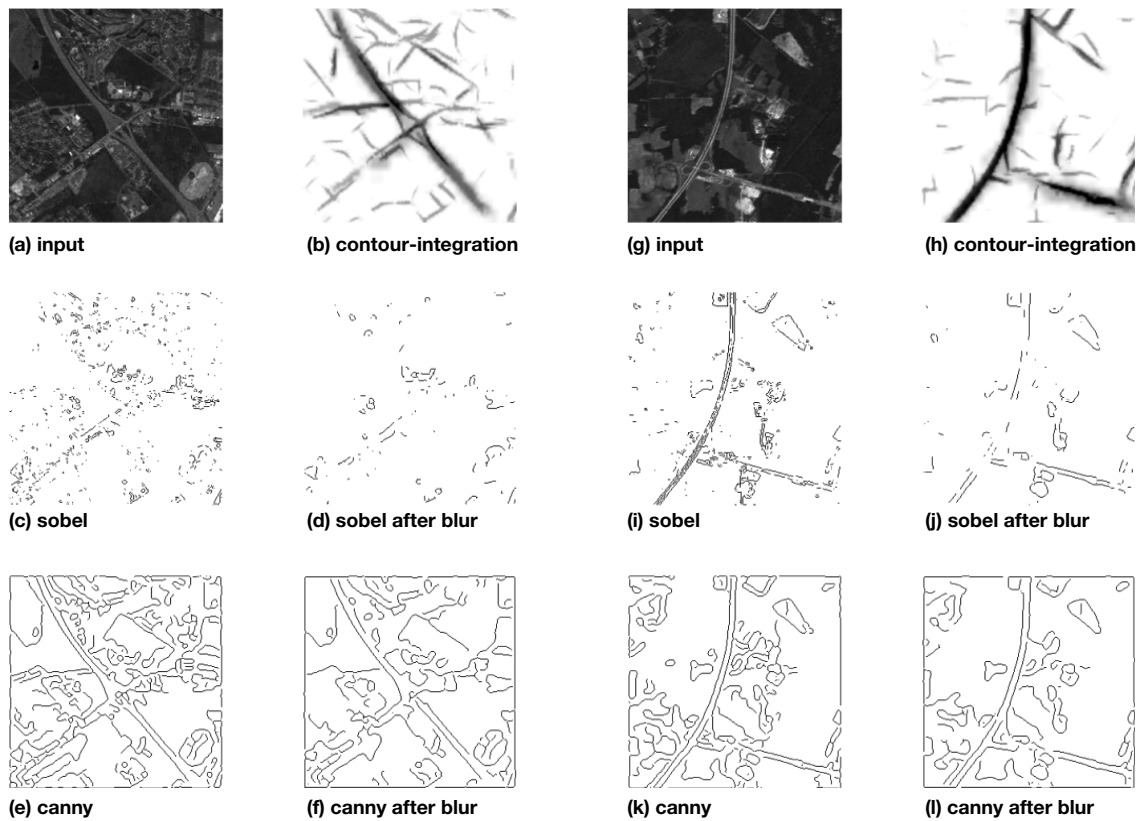 (a) input
(b) contour-integration
(g) input
(h) contour-integration
(c) sobel
(d) sobel after blur
(i) sobel
(j) sobel after blur
(e) canny
(f) canny after blur
(k) canny
(l) canny after blur